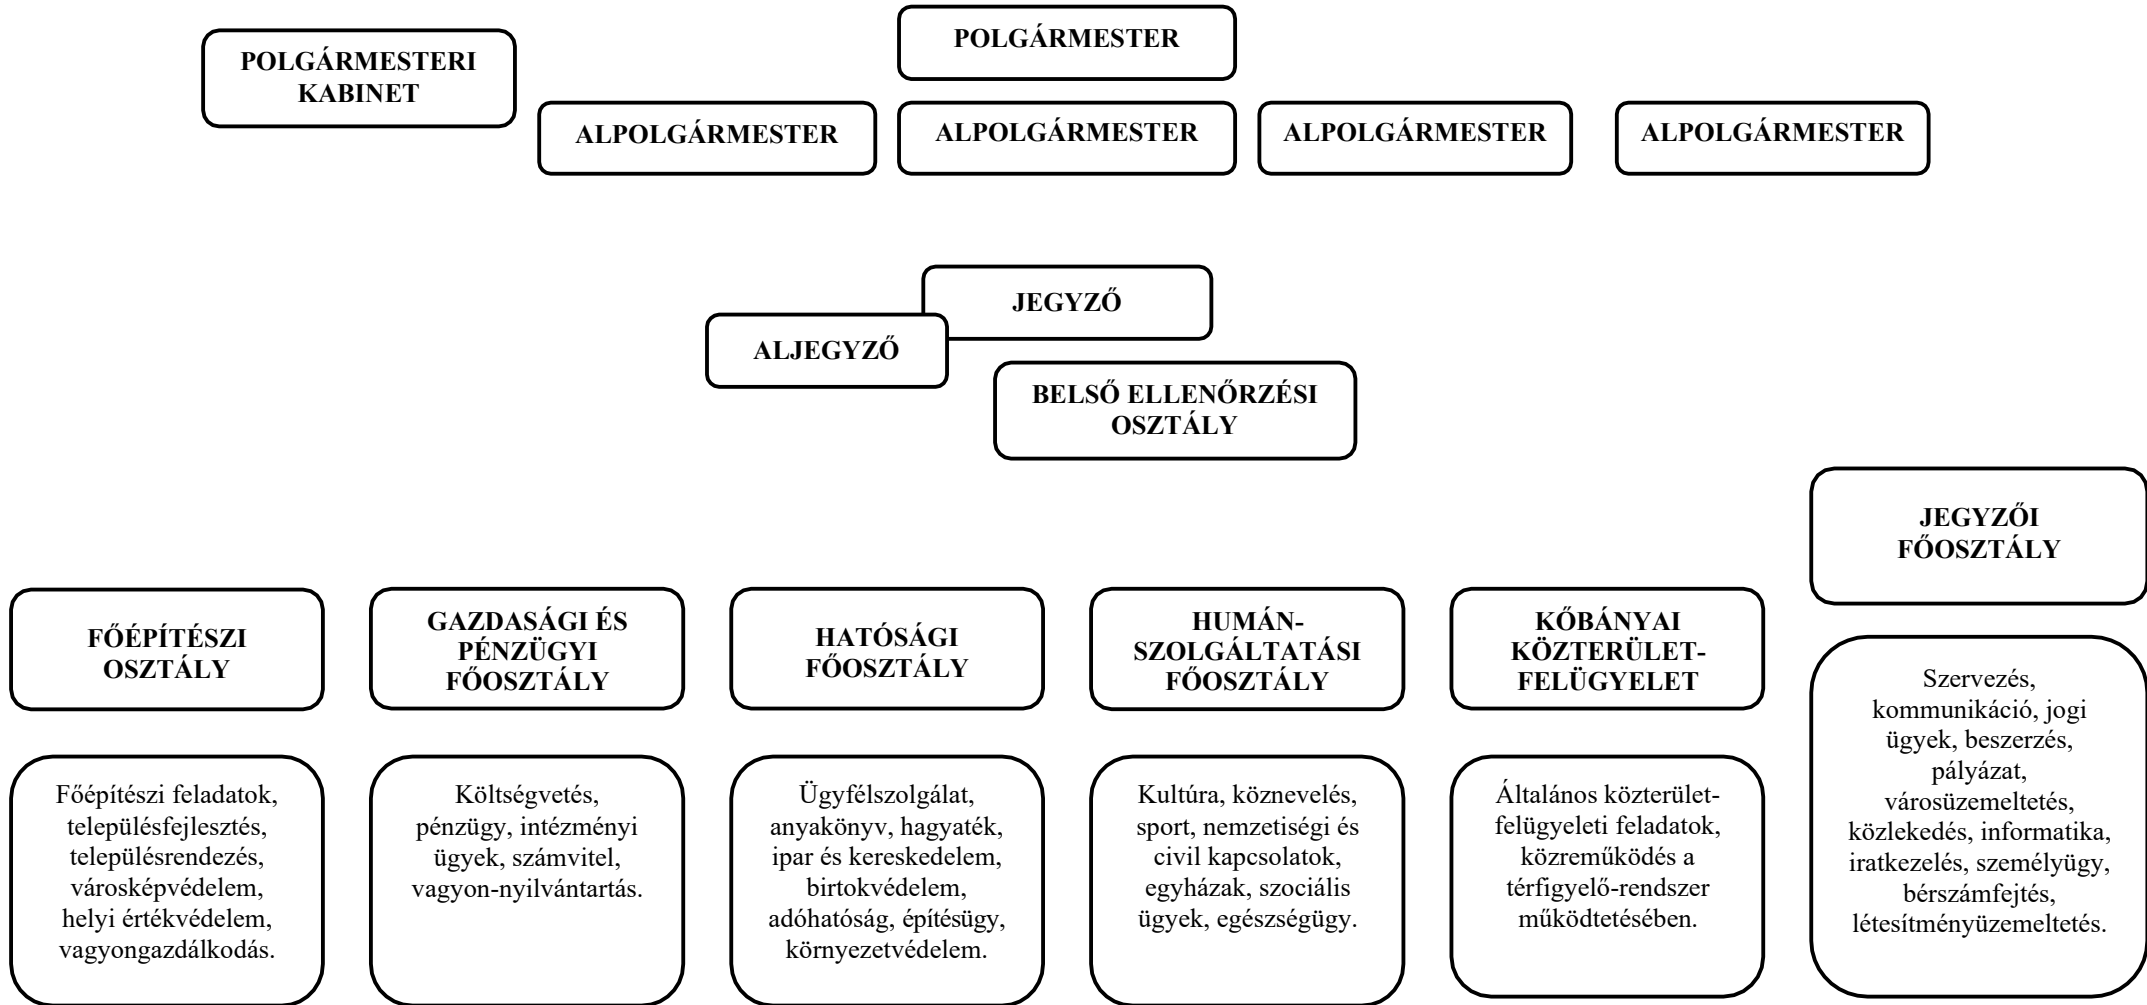 POLGÁRMESTERI
KABINET
POLGÁRMESTER
ALPOLGÁRMESTER
ALPOLGÁRMESTER
ALPOLGÁRMESTER
ALPOLGÁRMESTER
JEGYZŐ
ALJEGYZŐ
BELSŐ ELLENŐRZÉSI
OSZTÁLY
FŐÉPÍTÉSZI
OSZTÁLY
Főépítészi feladatok,
településfejlesztés,
településrendezés,
városképvédelem,
helyi értékvédelem,
vagyongazdálkodás.
GAZDASÁGI ÉS
PÉNZÜGYI
FŐOSZTÁLY
Költségvetés,
pénzügy, intézményi
ügyek, számvitel,
vagyon-nyilvántartás.
HATÓSÁGI
FŐOSZTÁLY
Ügyfélszolgálat,
anyakönyv, hagyaték,
ipar és kereskedelem,
birtokvédelem,
adóhatóság, építésügy,
környezetvédelem.
HUMÁN-
SZOLGÁLTATÁSI
FŐOSZTÁLY
Kultúra, köznevelés,
sport, nemzetiségi és
civil kapcsolatok,
egyházak, szociális
ügyek, egészségügy.
KŐBÁNYAI
KÖZTERÜLET-
FELÜGYELET
Általános közterület-
felügyeleti feladatok,
közreműködés a
térfigyelő-rendszer
működtetésében.
JEGYZŐI
FŐOSZTÁLY
Szervezés,
kommunikáció, jogi
ügyek, beszerzés,
pályázat,
városüzemeltetés,
közlekedés, informatika,
iratkezelés, személyügy,
bérszámfejtés,
létesítményüzemeltetés.